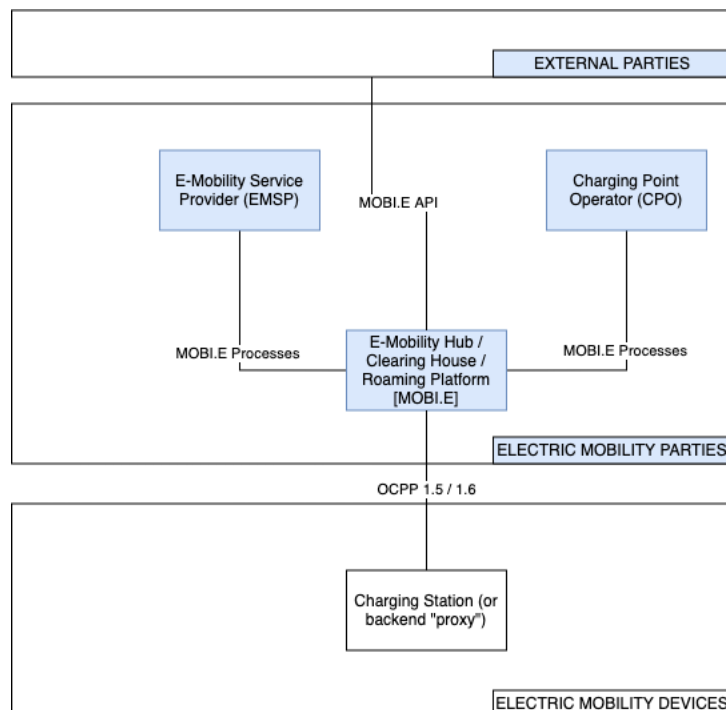 EXTERNAL PARTIES
E-Mobility Service
Provider (EMSP)
Charging Point
Operator (CPO)
MOBI.E API
MOBI.E Processes
E-Mobility Hub /
Clearing House /
Roaming Platform
[MOBI.E]
MOBI.E Processes
ELECTRIC MOBILITY PARTIES
OCPP 1.5 / 1.6
Charging Station (or
backend "proxy")
ELECTRIC MOBILITY DEVICES